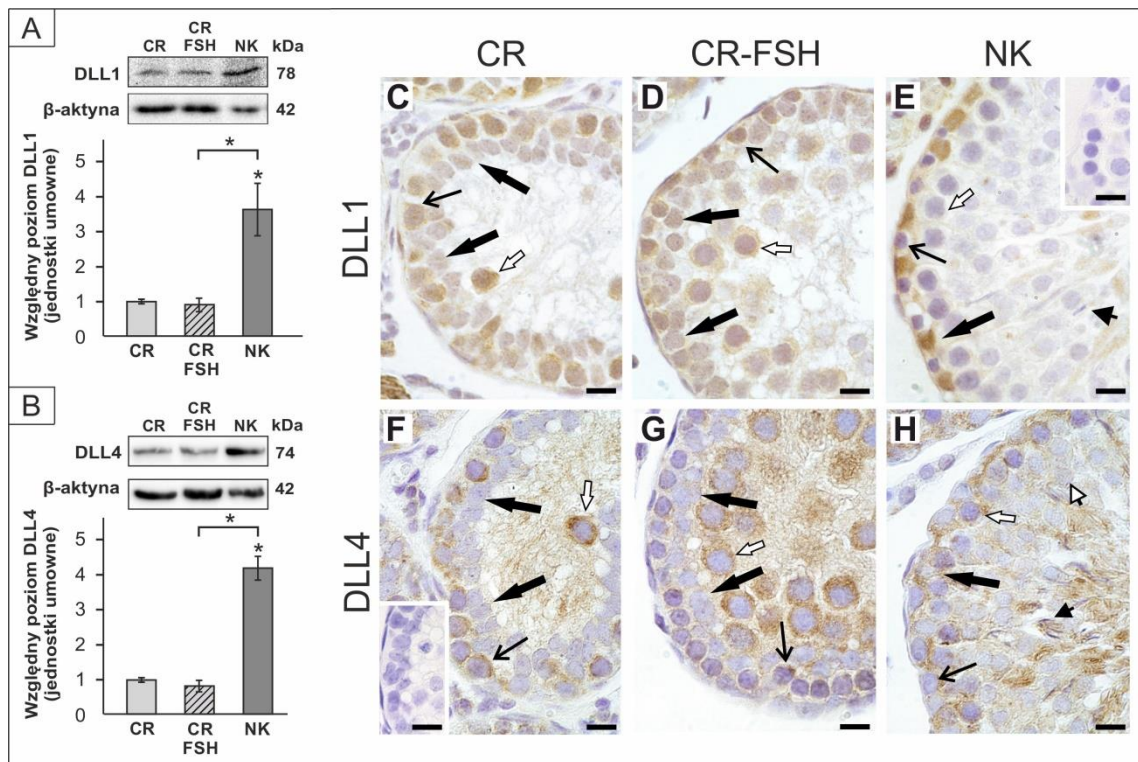 A
CR
CR
FSH
NK
kDa
DLL1
78
β-aktyna
42
Względny poziom DLL1
(jednostki umowne)
5
4
3
2
1
0
*
*
CR
CR
FSH
NK
B
CR
CR
FSH
NK
kDa
DLL4
74
β-aktyna
42
Względny poziom DLL4
(jednostki umowne)
5
4
3
2
1
0
*
*
CR
CR
FSH
NK
CR
CR-FSH
NK
DLL1
C
D
E
DLL4
F
G
H